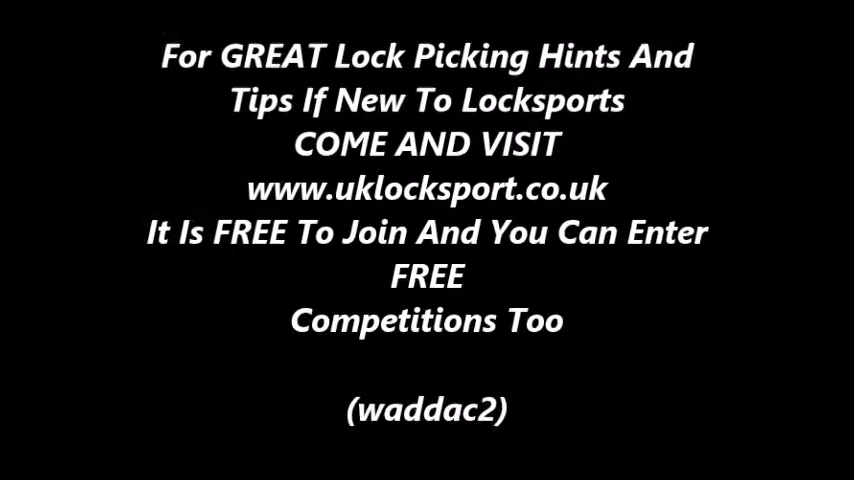 For GREAT Lock Picking Hints And
Tips If New To Locksports
COME AND VISIT
www.uklocksport.co.uk
It Is FREE To Join And You Can Enter
FREE
Competitions Too
(waddac2)